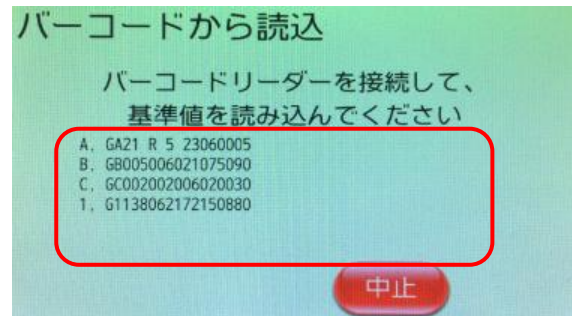 バーコードから読込
バーコードリーダーを接続して、
基準値を読み込んでください
A, GA21 R 5 23060005
B, GB005006021075090
C, GC002002006020030
1, G1138062172150880
中止